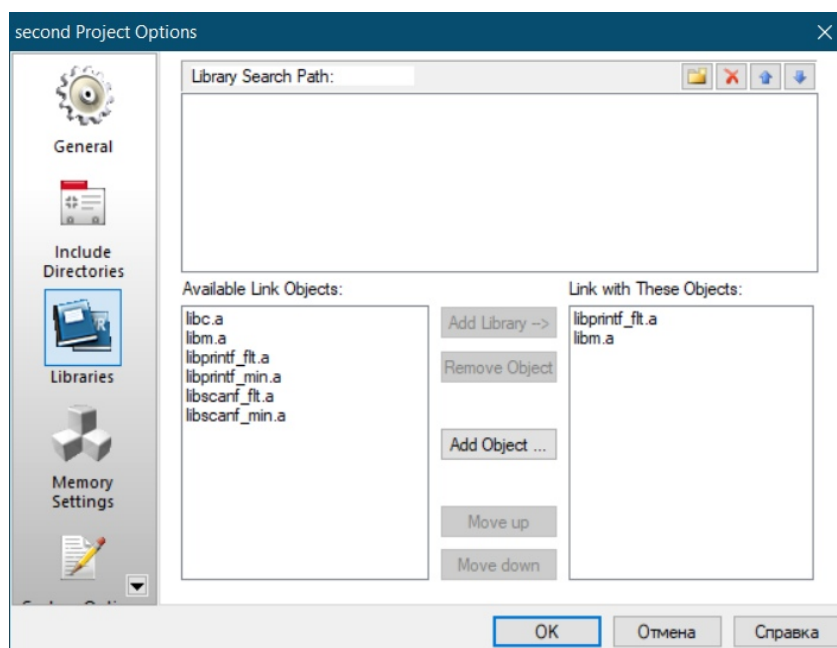 second Project Options
General
Include
Directories
Libraries
Memory
Settings
Library Search Path:
Available Link Objects:
libc.a
libm.a
libprintf_flt.a
libprintf_min.a
libscanf_flt.a
libscanf_min.a
Add Library -->
Remove Object
Add Object ...
Move up
Move down
Link with These Objects:
libprintf_flt.a
libm.a
OK
Отмена
Справка